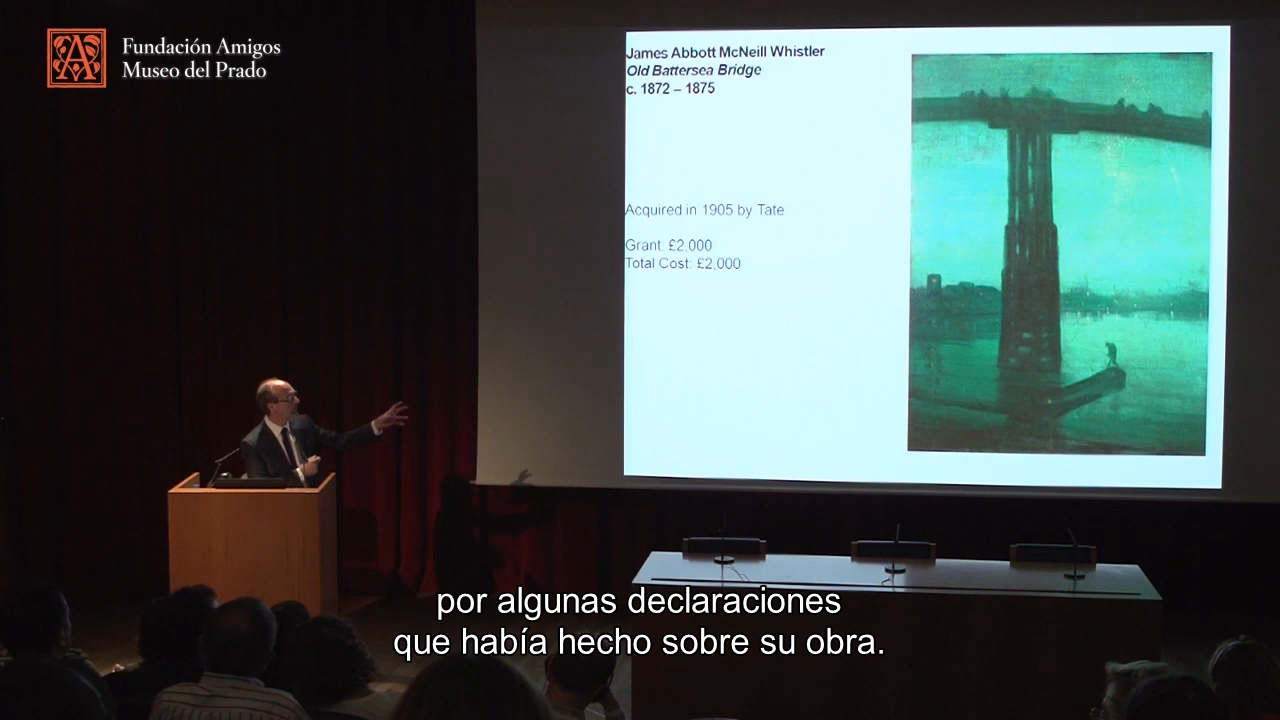 Fundación Amigos
Museo del Prado
James Abbott McNeill Whistler
Old Battersea Bridge
c. 1872 – 1875
Acquired in 1905 by Tate
Grant: £2,000
Total Cost: £2,000
por algunas declaraciones
que había hecho sobre su obra.